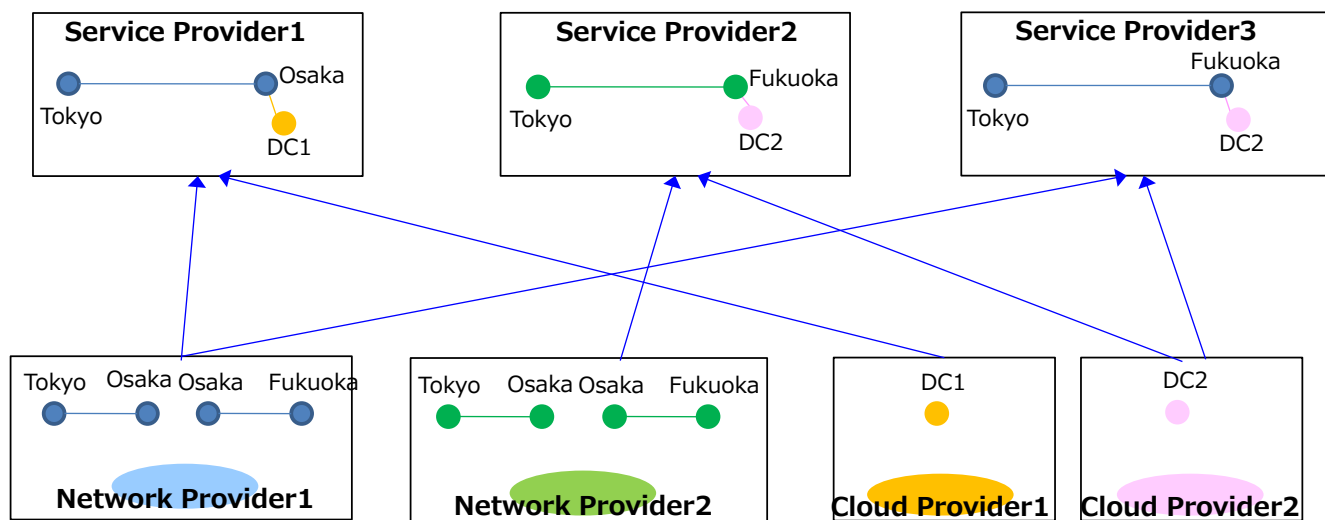 Service Provider1
Osaka
Tokyo
DC1
Service Provider2
Fukuoka
Tokyo
DC2
Service Provider3
Fukuoka
Tokyo
DC2
Tokyo Osaka Osaka Fukuoka
Network Provider1
Tokyo Osaka Osaka Fukuoka
Network Provider2
DC1
Cloud Provider1
DC2
Cloud Provider2